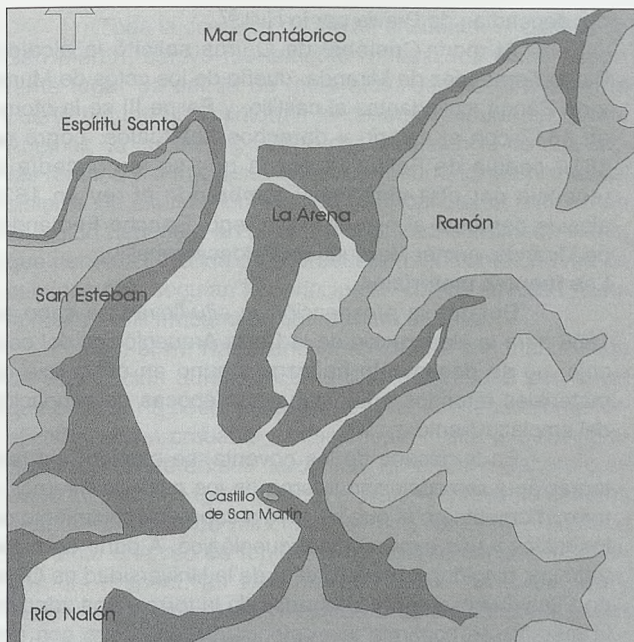 Mar Cantábrico
Espíritu Santo
La Arena
Ranón
San Esteban
Castillo
de San Martín
Río Nalón